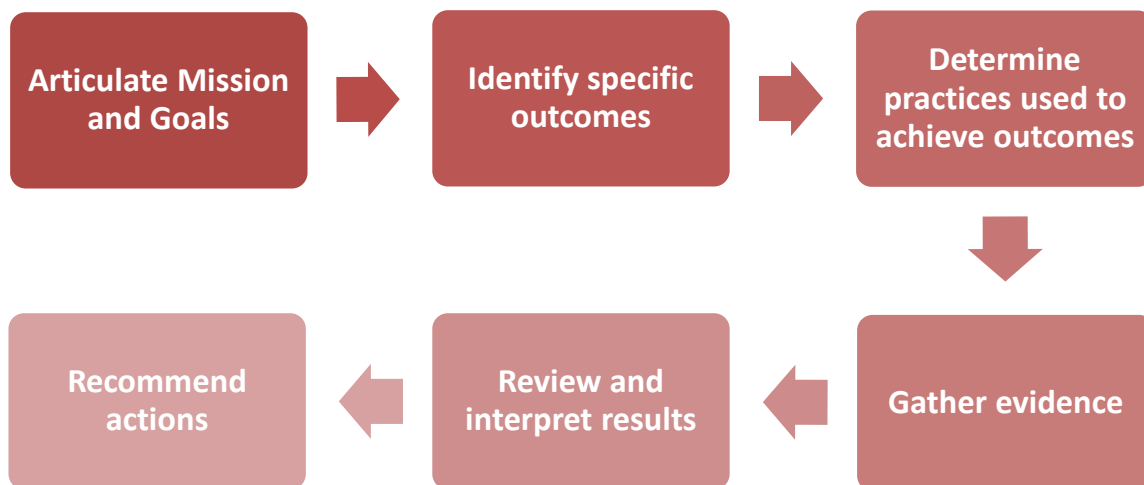 Articulate Mission
and Goals
Identify specific
outcomes
Determine
practices used to
achieve outcomes
Gather evidence
Review and
interpret results
Recommend
actions